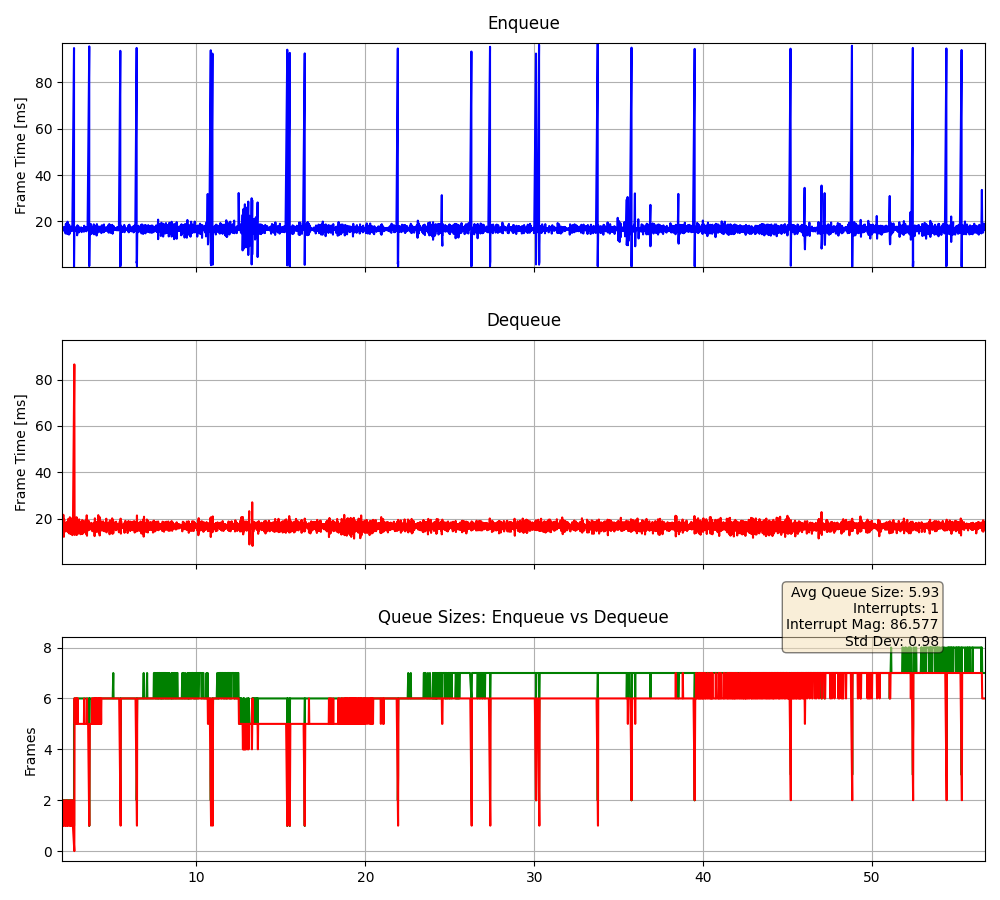 Enqueue
Frame Time [ms]
80
60
40
20
Dequeue
Frame Time [ms]
80
60
40
20
Avg Queue Size: 5.93
Interrupts: 1
Interrupt Mag: 86.577
Std Dev: 0.98
Queue Sizes: Enqueue vs Dequeue
Frames
8
6
4
2
0
10 20 30 40 50